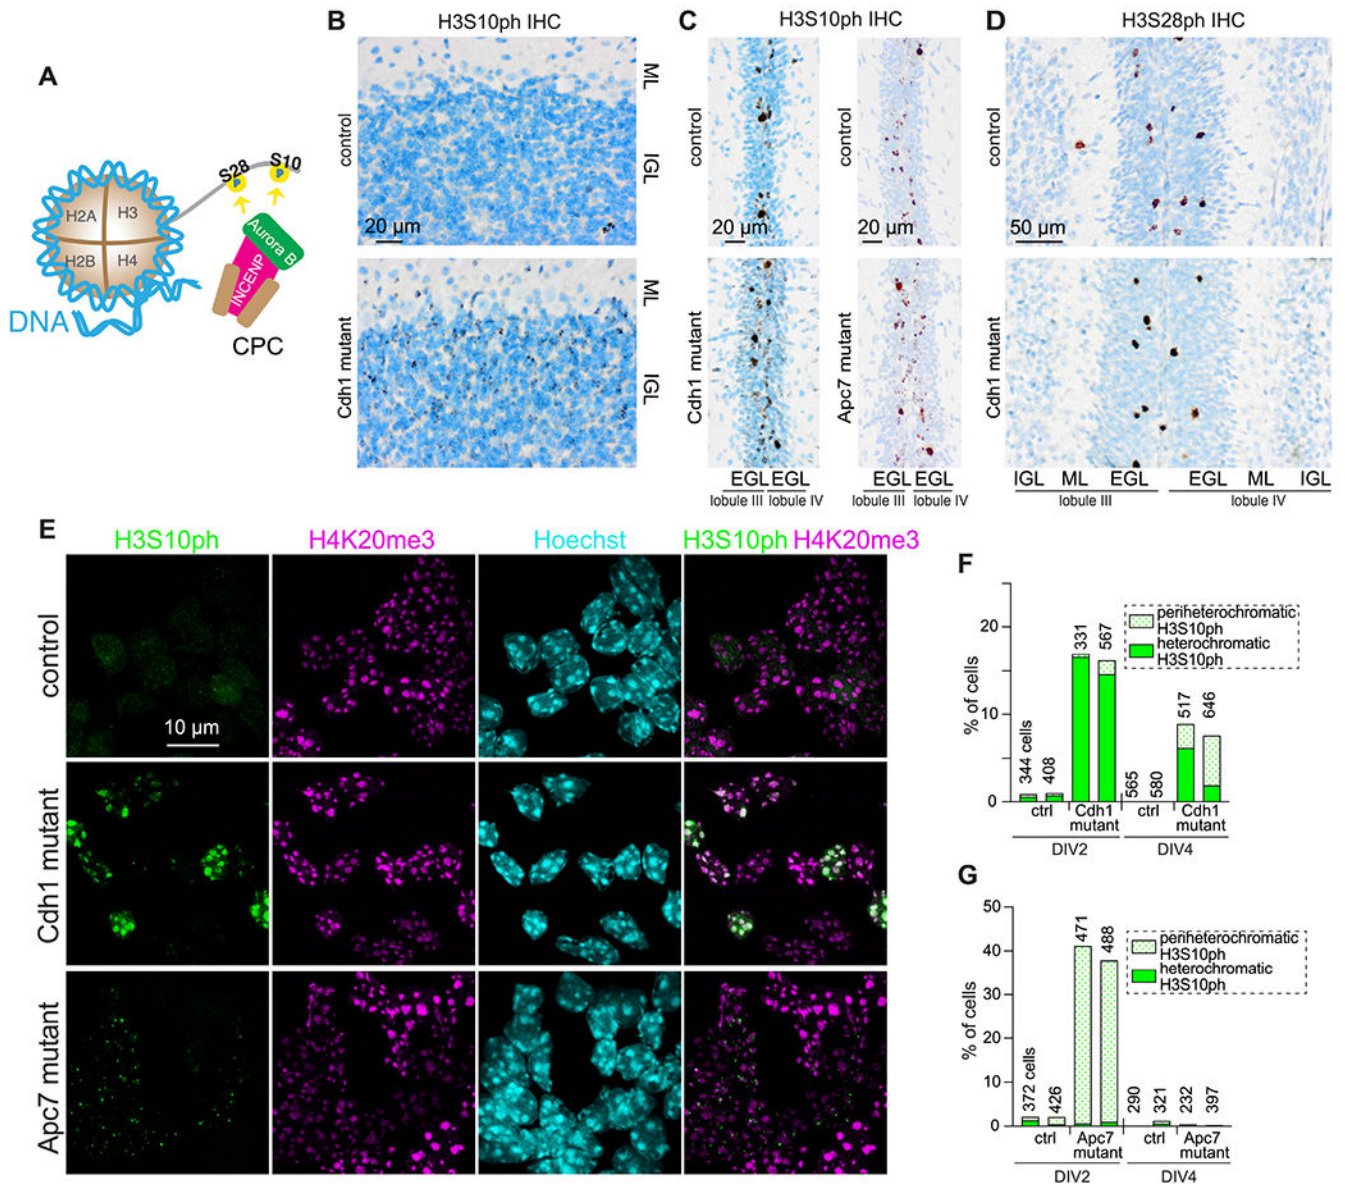 A
S28
S10
P
P
H2A
H3
H2B
H4
Aurora B
INCENP
DNA
CPC
B
H3S10ph IHC
control
ML
IGL
20 µm
Cdh1 mutant
ML
IGL
C
H3S10ph IHC
control
control
20 µm
20 µm
Cdh1 mutant
Apc7 mutant
EGL EGL
lobule III lobule IV
EGL EGL
lobule III lobule IV
D
H3S28ph IHC
control
50 µm
Cdh1 mutant
IGL ML EGL EGL ML IGL
lobule III lobule IV
E
H3S10ph H4K20me3 Hoechst H3S10ph H4K20me3
control
10 µm
Cdh1 mutant
Apc7 mutant
F
% of cells
20
10
0
periheterochromatic
H3S10ph
heterochromatic
H3S10ph
344 cells
408
331
567
565
580
517
646
ctrl Cdh1 mutant ctrl Cdh1 mutant
DIV2 DIV4
G
% of cells
50
40
30
20
10
0
periheterochromatic
H3S10ph
heterochromatic
H3S10ph
372 cells
426
471
488
290
321
232
397
ctrl Apc7 mutant ctrl Apc7 mutant
DIV2 DIV4